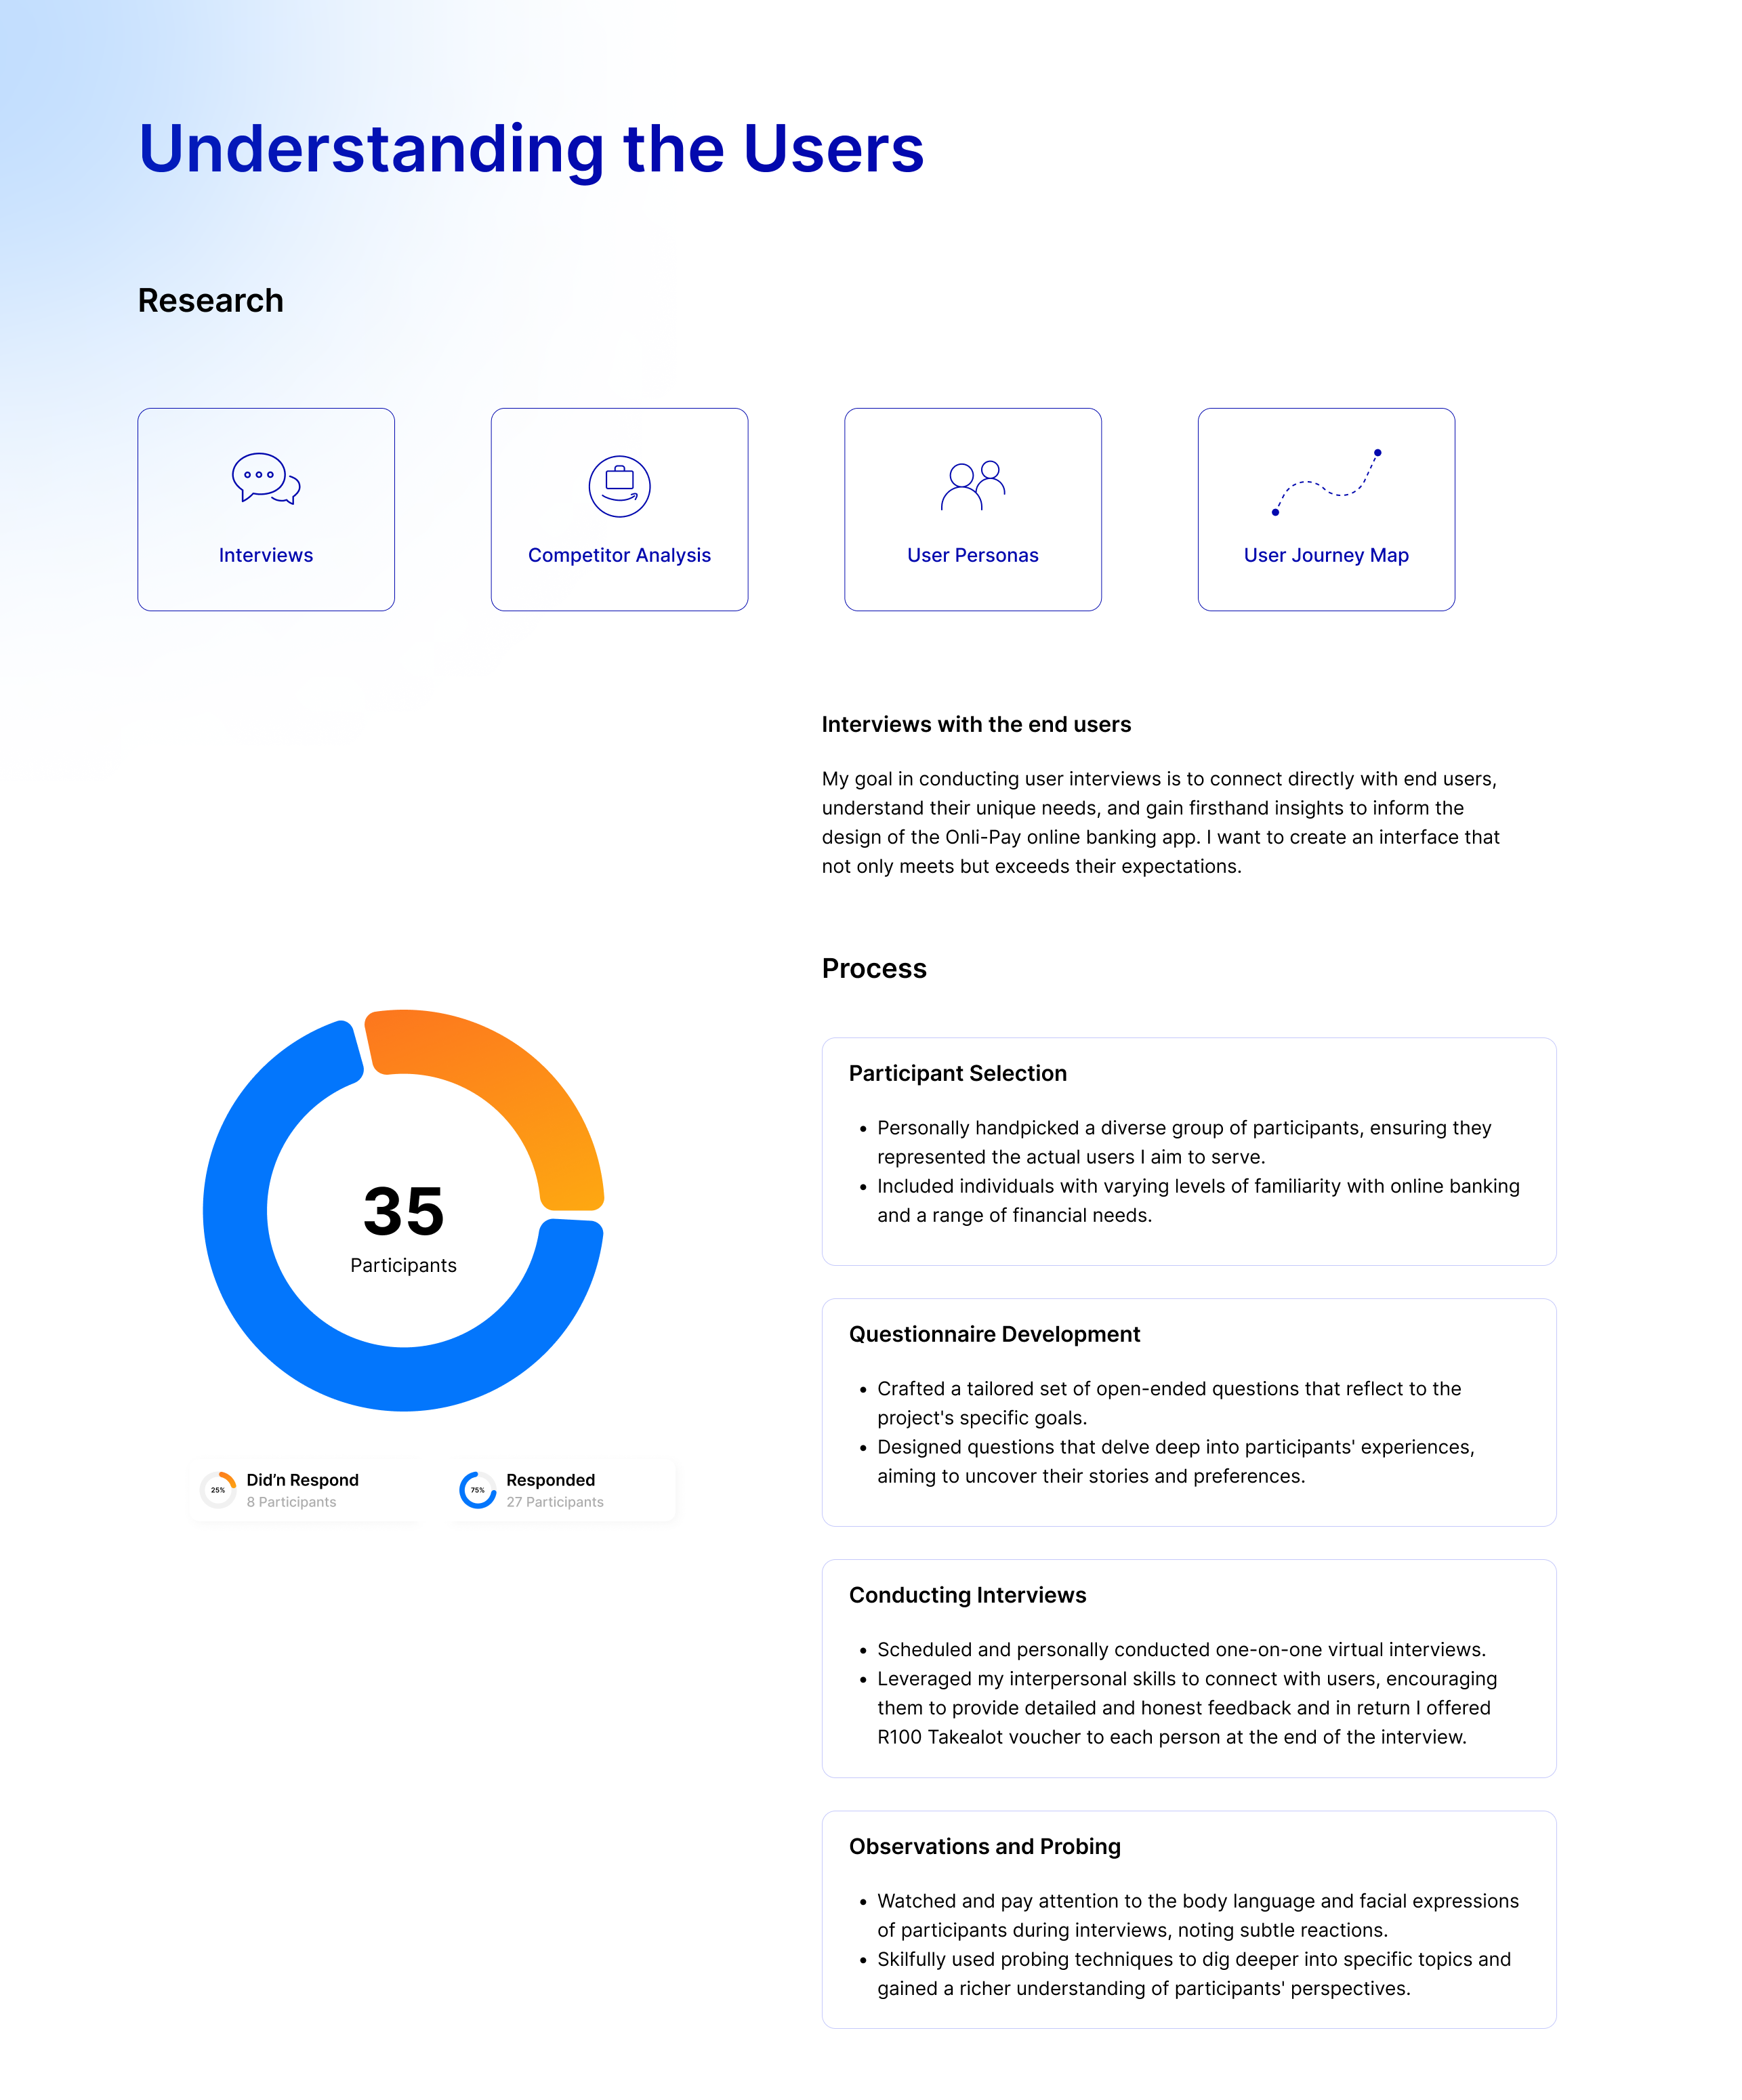 Understanding the Users
Research
Interviews
Competitor Analysis
User Personas
User Journey Map
Interviews with the end users
My goal in conducting user interviews is to connect directly with end users,
understand their unique needs, and gain firsthand insights to inform the
design of the Onli-Pay online banking app. I want to create an interface that
not only meets but exceeds their expectations.
35
Participants
25%
Did’n Respond
8 Participants
75%
Responded
27 Participants
Process
Participant Selection
• Personally handpicked a diverse group of participants, ensuring they
represented the actual users I aim to serve.
• Included individuals with varying levels of familiarity with online banking
and a range of financial needs.
Questionnaire Development
• Crafted a tailored set of open-ended questions that reflect to the
project's specific goals.
• Designed questions that delve deep into participants' experiences,
aiming to uncover their stories and preferences.
Conducting Interviews
• Scheduled and personally conducted one-on-one virtual interviews.
• Leveraged my interpersonal skills to connect with users, encouraging
them to provide detailed and honest feedback and in return I offered
R100 Takealot voucher to each person at the end of the interview.
Observations and Probing
• Watched and pay attention to the body language and facial expressions
of participants during interviews, noting subtle reactions.
• Skilfully used probing techniques to dig deeper into specific topics and
gained a richer understanding of participants' perspectives.